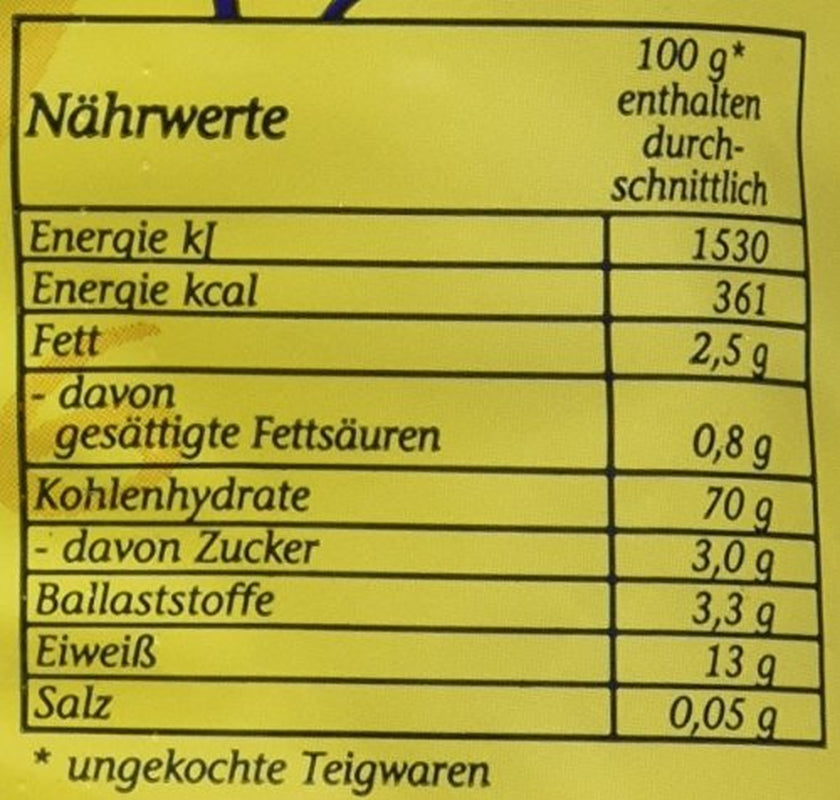 Nährwerte
100 g*
enthalten
durch-
schnittlich
Energie kJ 1530
Energie kcal 361
Fett 2,5 g
- davon
gesättigte Fettsäuren 0,8 g
Kohlenhydrate 70 g
- davon Zucker 3,0 g
Ballaststoffe 3,3 g
Eiweiß 13 g
Salz 0,05 g
* ungekochte Teigwaren